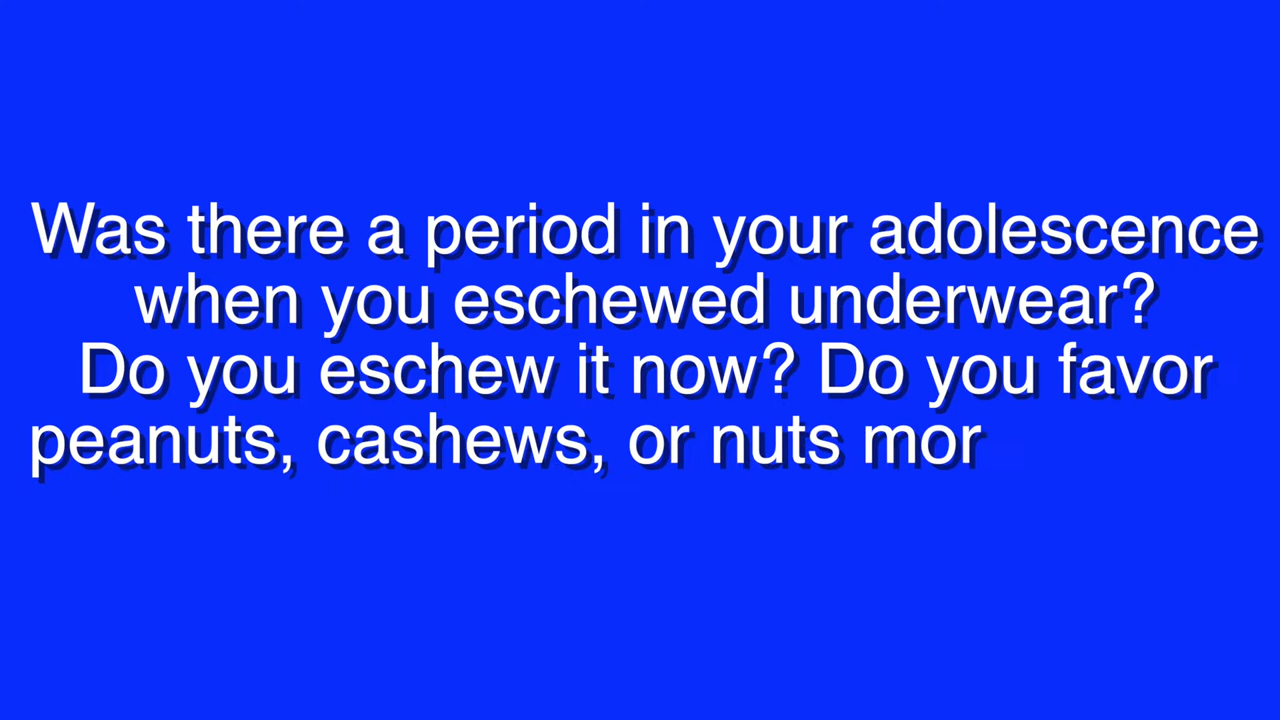 Was there a period in your adolescence
when you eschewed underwear?
Do you eschew it now? Do you favor
peanuts, cashews, or nuts mor